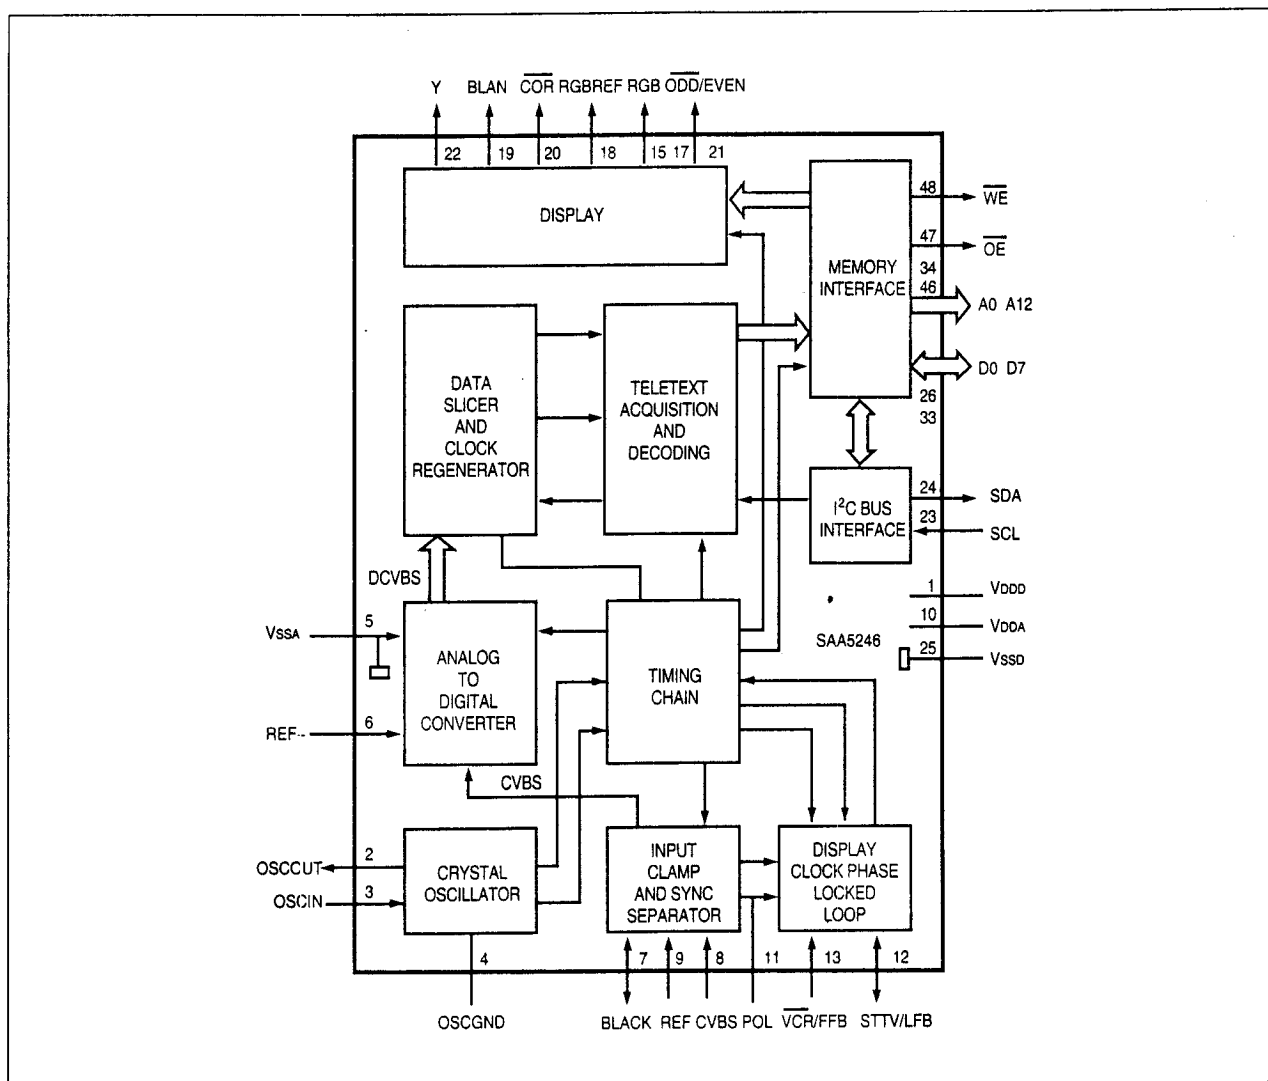 Y BLAN COR RGBREF RGB ODD/EVEN
22 19 20 18 15 17 21
DISPLAY
MEMORY
INTERFACE
48 WE
47 OE
34
46
A0 A12
D0 D7
26
33
DATA
SLICER
AND
CLOCK
REGENERATOR
TELETEXT
ACQUISITION
AND
DECODING
I²C BUS
INTERFACE
24 SDA
23 SCL
DCVBS
1 VDDD
10 VDDA
25 VSSD
SAA5246
VSSA 5
REF-- 6
ANALOG
TO
DIGITAL
CONVERTER
TIMING
CHAIN
CVBS
OSCCUT 2
OSCIN 3
CRYSTAL
OSCILLATOR
INPUT
CLAMP
AND SYNC
SEPARATOR
DISPLAY
CLOCK PHASE
LOCKED
LOOP
4 7 9 8 11 13 12
OSCGND BLACK REF CVBS POL VCR/FFB STTV/LFB